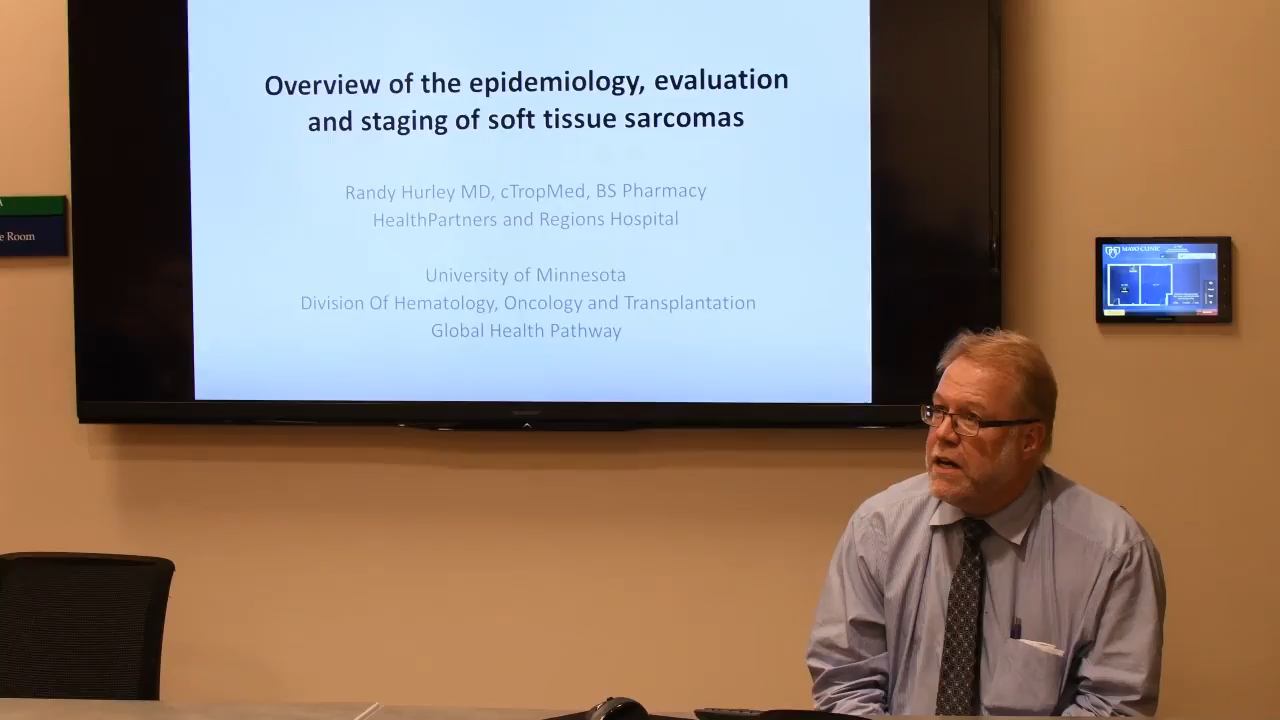 Overview of the epidemiology, evaluation
and staging of soft tissue sarcomas
Randy Hurley MD, cTropMed, BS Pharmacy
HealthPartners and Regions Hospital
University of Minnesota
Division Of Hematology, Oncology and Transplantation
Global Health Pathway
Room
MAYO CLINIC